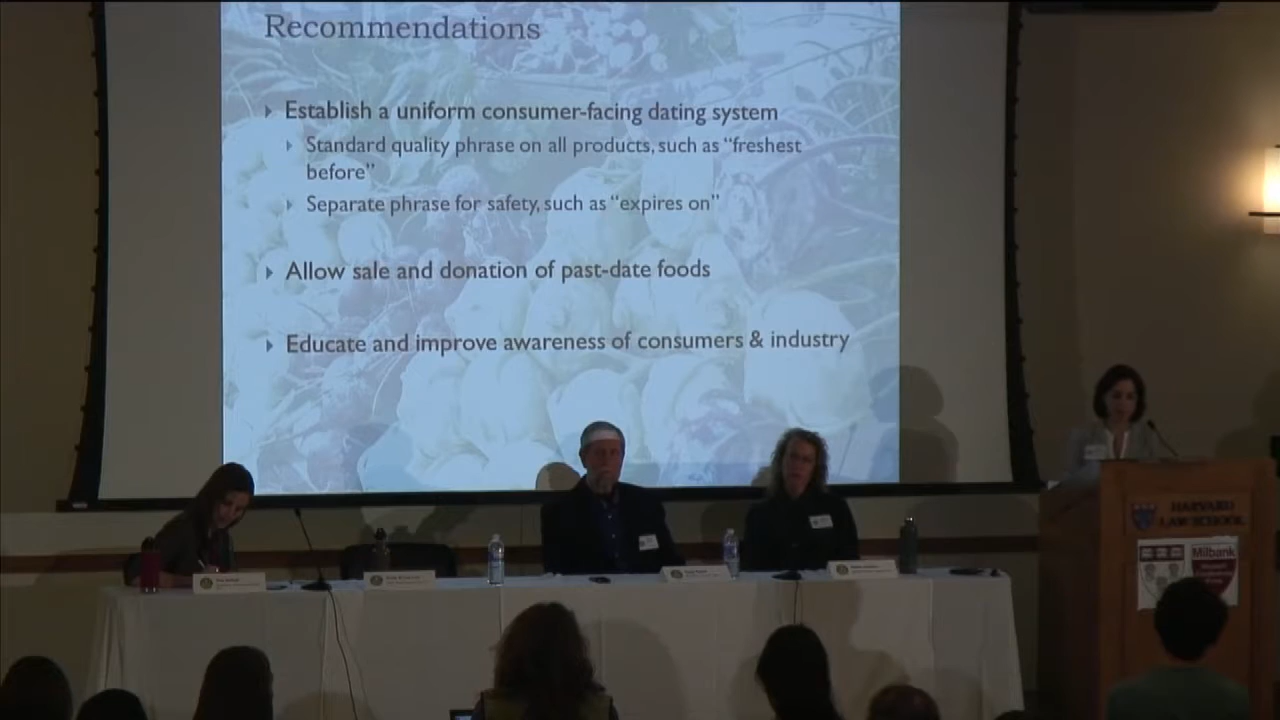 Recommendations
Establish a uniform consumer-facing dating system
Standard quality phrase on all products, such as “freshest
before”
Separate phrase for safety, such as “expires on”
Allow sale and donation of past-date foods
Educate and improve awareness of consumers & industry
HARVARD
LAW SCHOOL
Milbank